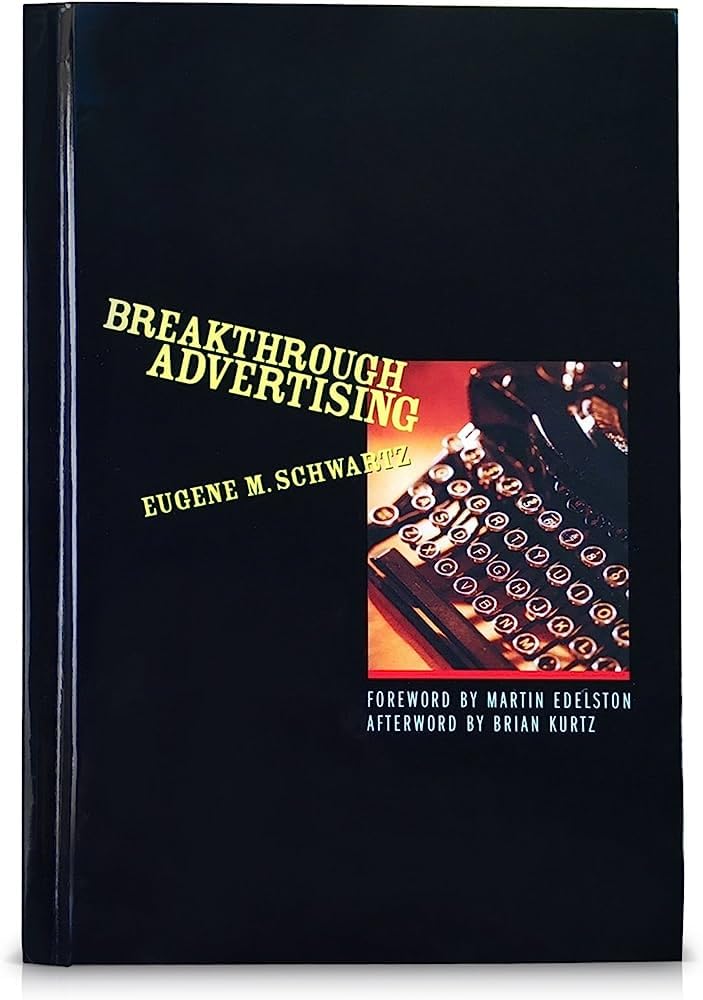 BREAKTHROUGH
ADVERTISING
EUGENE M. SCHWARTZ
Q W E R T Y U I O
A S D F G H J K L
Z X C V B N M
FOREWORD BY MARTIN EDELSTON
AFTERWORD BY BRIAN KURTZ